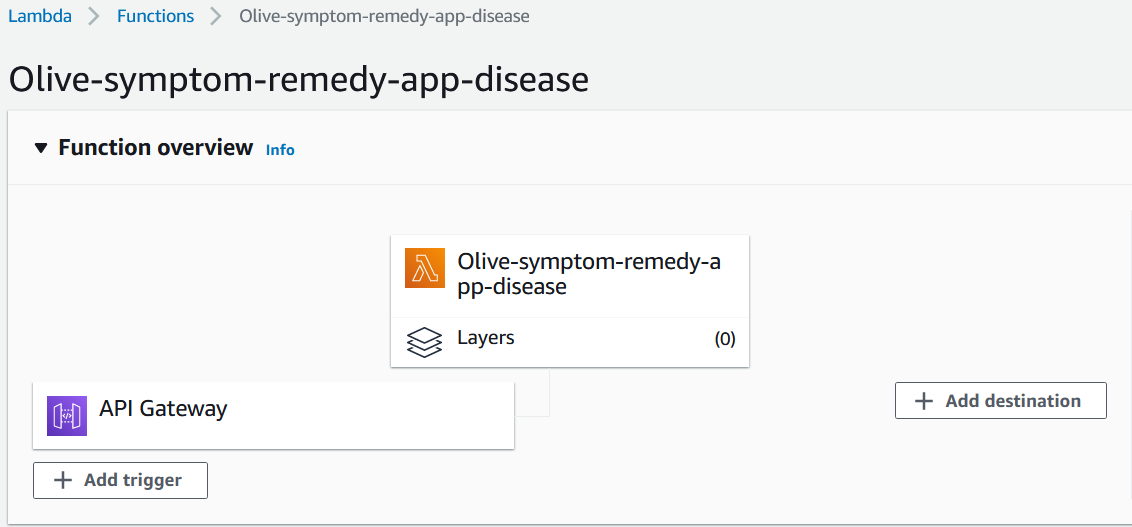 Lambda > Functions > Olive-symptom-remedy-app-disease
Olive-symptom-remedy-app-disease
▼ Function overview Info
Olive-symptom-remedy-a
pp-disease
Layers (0)
API Gateway
+ Add destination
+ Add trigger